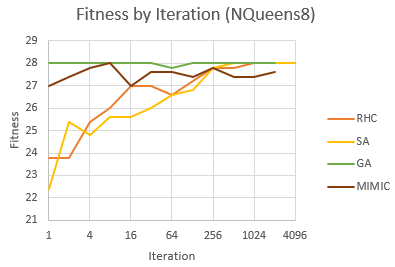 Fitness by Iteration (NQueens8)
29
28
27
26
25
24
23
22
21
Fitness
1 4 16 64 256 1024 4096
Iteration
RHC
SA
GA
MIMIC